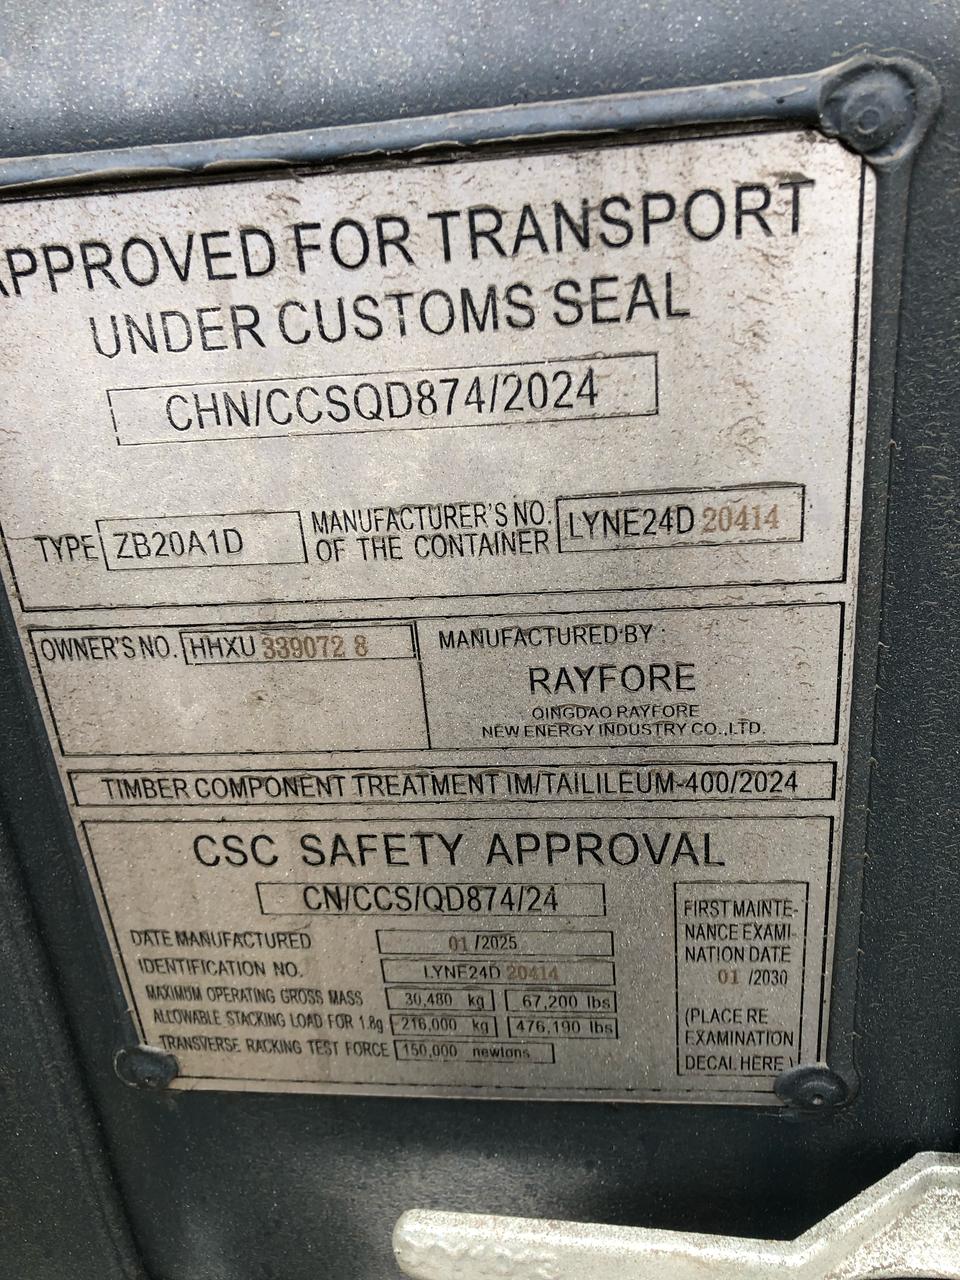 APPROVED FOR TRANSPORT
UNDER CUSTOMS SEAL
CHN/CCSQD874/2024
TYPE ZB20A1D MANUFACTURER'S NO. OF THE CONTAINER LYNE24D 20414
OWNER'S NO. HHXU 339072 8
MANUFACTURED BY :
RAYFORE
QINGDAO RAYFORE
NEW ENERGY INDUSTRY CO.,LTD.
TIMBER COMPONENT TREATMENT IM/TAILILEUM-400/2024
CSC SAFETY APPROVAL
CN/CCS/QD874/24
DATE MANUFACTURED 01 /2025
IDENTIFICATION NO. LYNE24D 20414
MAXIMUM OPERATING GROSS MASS 30,480 kg 67,200 lbs
ALLOWABLE STACKING LOAD FOR 1.8g 216,000 kg 476,190 lbs
TRANSVERSE RACKING TEST FORCE 150,000 newtons
FIRST MAINTE-
NANCE EXAMI-
NATION DATE
01 /2030
(PLACE RE
EXAMINATION
DECAL HERE )